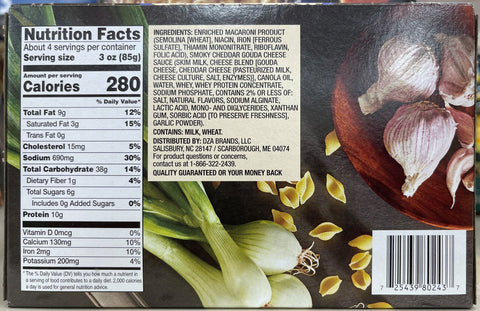 Nutrition Facts
About 4 servings per container
Serving size 3 oz (85g)
Amount per serving
Calories 280
% Daily Value*
Total Fat 9g 12%
Saturated Fat 3g 15%
Trans Fat 0g
Cholesterol 15mg 5%
Sodium 690mg 30%
Total Carbohydrate 38g 14%
Dietary Fiber 1g 4%
Total Sugars 6g
Includes 0g Added Sugars 0%
Protein 10g
Vitamin D 0mcg 0%
Calcium 130mg 10%
Iron 2mg 10%
Potassium 200mg 4%
*The % Daily Value (DV) tells you how much a nutrient in
a serving of food contributes to a daily diet. 2,000 calories
a day is used for general nutrition advice.
INGREDIENTS: ENRICHED MACARONI PRODUCT
(SEMOLINA [WHEAT], NIACIN, IRON [FERROUS
SULFATE], THIAMIN MONONITRATE, RIBOFLAVIN,
FOLIC ACID), SMOKY CHEDDAR GOUDA CHEESE
SAUCE (SKIM MILK, CHEESE BLEND [GOUDA
CHEESE, CHEDDAR CHEESE {PASTEURIZED MILK,
CHEESE CULTURE, SALT, ENZYMES}], CANOLA OIL,
WATER, WHEY, WHEY PROTEIN CONCENTRATE,
SODIUM PHOSPHATE, CONTAINS 2% OR LESS OF:
SALT, NATURAL FLAVORS, SODIUM ALGINATE,
LACTIC ACID, MONO- AND DIGLYCERIDES, XANTHAN
GUM, SORBIC ACID [TO PRESERVE FRESHNESS],
GARLIC POWDER).
CONTAINS: MILK, WHEAT.
DISTRIBUTED BY: DZA BRANDS, LLC
SALISBURY, NC 28147 / SCARBOROUGH, ME 04074
For product questions or concerns,
contact us at 1-866-322-2439.
QUALITY GUARANTEED OR YOUR MONEY BACK
7 25439 80243 7